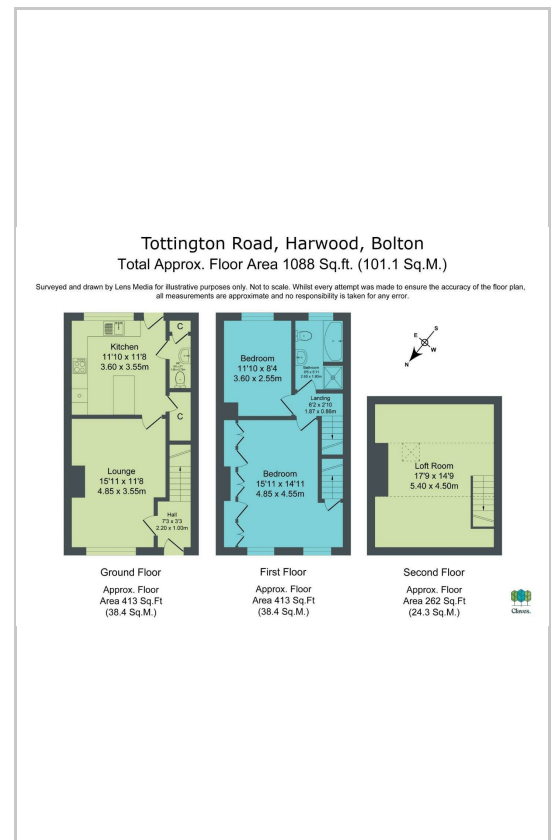 Tottington Road, Harwood, Bolton
Total Approx. Floor Area 1088 Sq.ft. (101.1 Sq.M.)
Surveyed and drawn by Lens Media for illustrative purposes only. Not to scale. Whilst every attempt was made to ensure the accuracy of the floor plan,
all measurements are approximate and no responsibility is taken for any error.
Kitchen
11'10 x 11'8
3.60 x 3.55m
C
C
Lounge
15'11 x 11'8
4.85 x 3.55m
Hall
7'3 x 3'3
2.20 x 1.00m
Ground Floor
Approx. Floor
Area 413 Sq.Ft
(38.4 Sq.M.)
Bedroom
11'10 x 8'4
3.60 x 2.55m
Bathroom
Landing
6'2 x 2'10
1.87 x 0.86m
Bedroom
15'11 x 14'11
4.85 x 4.55m
First Floor
Approx. Floor
Area 413 Sq.Ft
(38.4 Sq.M.)
E
S
N
W
Loft Room
17'9 x 14'9
5.40 x 4.50m
Second Floor
Approx. Floor
Area 262 Sq.Ft
(24.3 Sq.M.)
Claves.